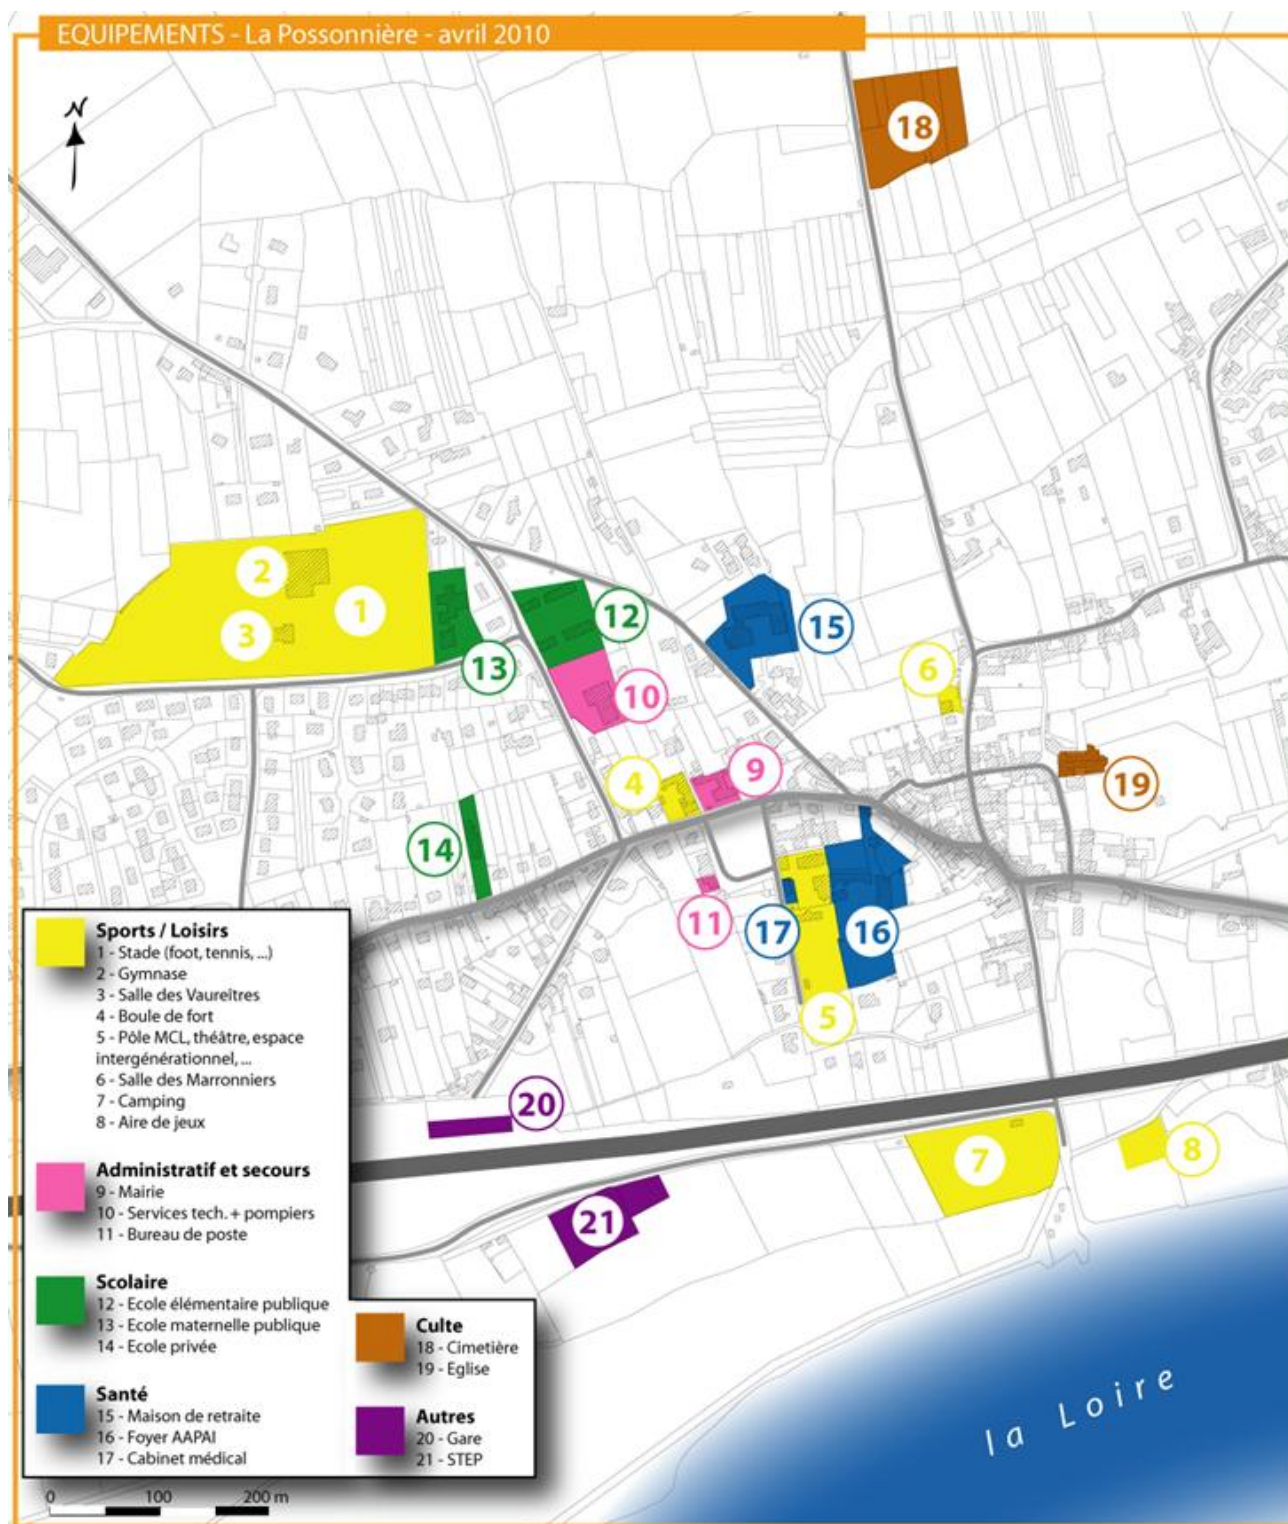 EQUIPEMENTS - La Possonnière - avril 2010
N
18
2
1
3
13
12
10
15
6
4
9
19
14
11
17
16
5
20
7
8
21
la Loire
Sports / Loisirs
1 - Stade (foot, tennis, ...)
2 - Gymnase
3 - Salle des Vaureîtres
4 - Boule de fort
5 - Pôle MCL, théâtre, espace
intergénérationnel, ...
6 - Salle des Marronniers
7 - Camping
8 - Aire de jeux
Administratif et secours
9 - Mairie
10 - Services tech. + pompiers
11 - Bureau de poste
Scolaire
12 - Ecole élémentaire publique
13 - Ecole maternelle publique
14 - Ecole privée
Santé
15 - Maison de retraite
16 - Foyer AAPAI
17 - Cabinet médical
Culte
18 - Cimetière
19 - Eglise
Autres
20 - Gare
21 - STEP
0 100 200 m